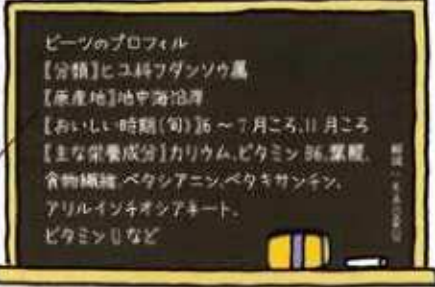 ビーツのプロフィル
【分類】ヒユ科フダンソウ属
【原産地】地中海沿岸
【おいしい時期(旬)】6〜7月ころ、11月ころ
【主な栄養成分】カリウム、ビタミンB6、葉酸、
食物繊維、ベタシアニン、ベタキサンチン、
アリルイソチオシアネート、
ビタミンUなど